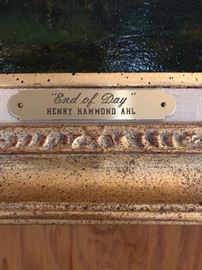 "End of Day"
HENRY HAMMOND AHL